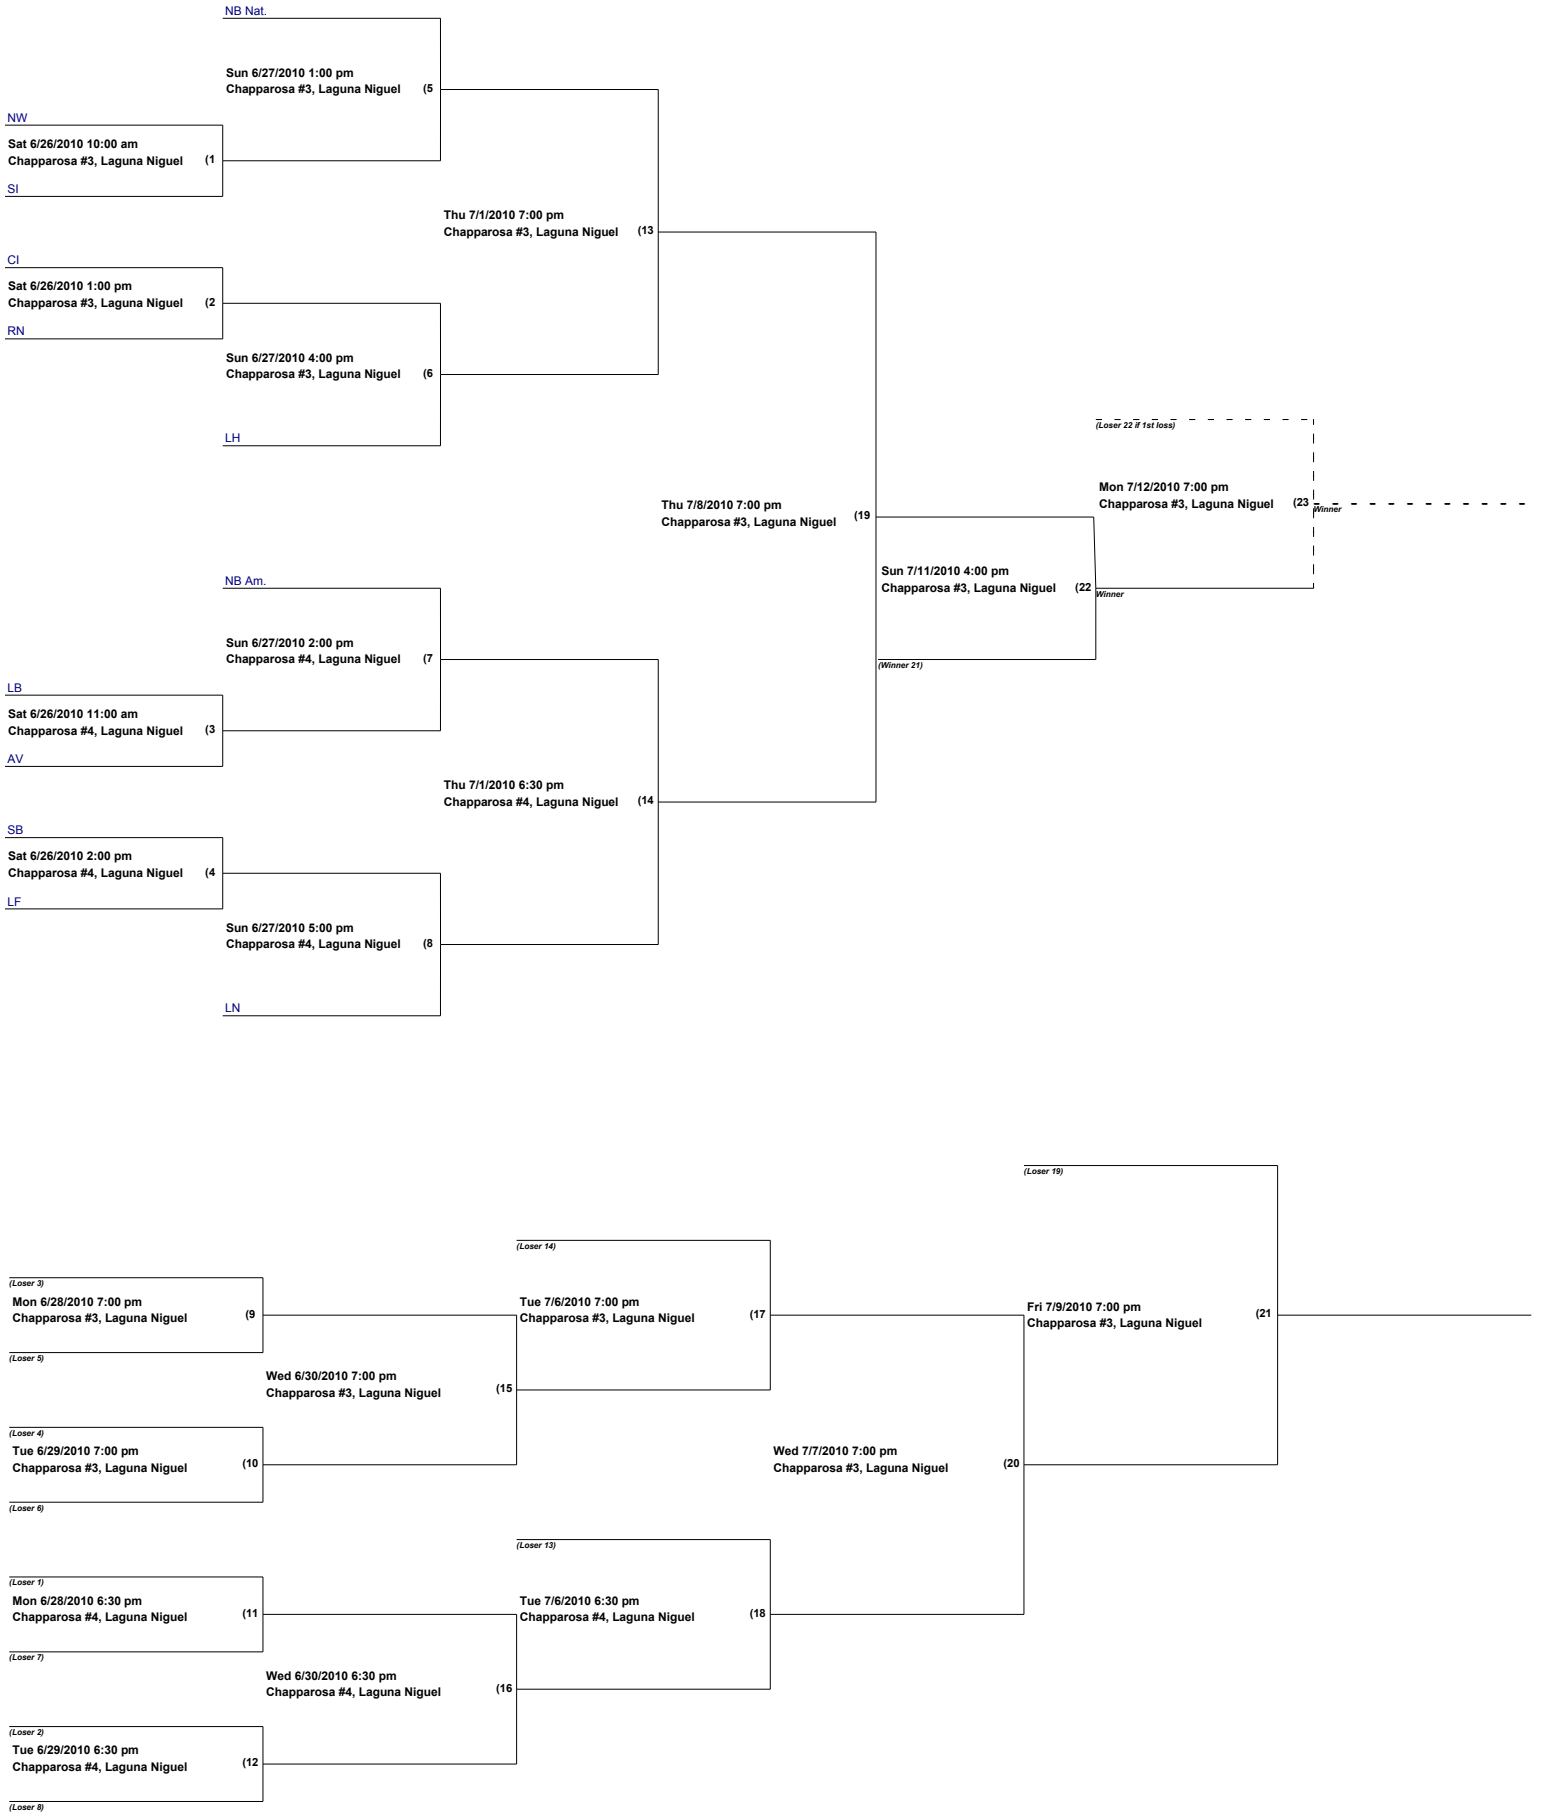 NB Nat.
Sun 6/27/2010 1:00 pm
Chapparosa #3, Laguna Niguel (5
NW
Sat 6/26/2010 10:00 am
Chapparosa #3, Laguna Niguel (1
SI
Thu 7/1/2010 7:00 pm
Chapparosa #3, Laguna Niguel (13
CI
Sat 6/26/2010 1:00 pm
Chapparosa #3, Laguna Niguel (2
RN
Sun 6/27/2010 4:00 pm
Chapparosa #3, Laguna Niguel (6
LH
(Loser 22 if 1st loss)
Mon 7/12/2010 7:00 pm
Chapparosa #3, Laguna Niguel (23
Winner
Thu 7/8/2010 7:00 pm
Chapparosa #3, Laguna Niguel (19
Sun 7/11/2010 4:00 pm
Chapparosa #3, Laguna Niguel (22
Winner
(Winner 21)
NB Am.
Sun 6/27/2010 2:00 pm
Chapparosa #4, Laguna Niguel (7
LB
Sat 6/26/2010 11:00 am
Chapparosa #4, Laguna Niguel (3
AV
Thu 7/1/2010 6:30 pm
Chapparosa #4, Laguna Niguel (14
SB
Sat 6/26/2010 2:00 pm
Chapparosa #4, Laguna Niguel (4
LF
Sun 6/27/2010 5:00 pm
Chapparosa #4, Laguna Niguel (8
LN
(Loser 19)
(Loser 14)
(Loser 3)
Mon 6/28/2010 7:00 pm
Chapparosa #3, Laguna Niguel (9
(Loser 5)
Tue 7/6/2010 7:00 pm
Chapparosa #3, Laguna Niguel (17
Fri 7/9/2010 7:00 pm
Chapparosa #3, Laguna Niguel (21
Wed 6/30/2010 7:00 pm
Chapparosa #3, Laguna Niguel (15
(Loser 4)
Tue 6/29/2010 7:00 pm
Chapparosa #3, Laguna Niguel (10
(Loser 6)
Wed 7/7/2010 7:00 pm
Chapparosa #3, Laguna Niguel (20
(Loser 13)
(Loser 1)
Mon 6/28/2010 6:30 pm
Chapparosa #4, Laguna Niguel (11
(Loser 7)
Tue 7/6/2010 6:30 pm
Chapparosa #4, Laguna Niguel (18
Wed 6/30/2010 6:30 pm
Chapparosa #4, Laguna Niguel (16
(Loser 2)
Tue 6/29/2010 6:30 pm
Chapparosa #4, Laguna Niguel (12
(Loser 8)